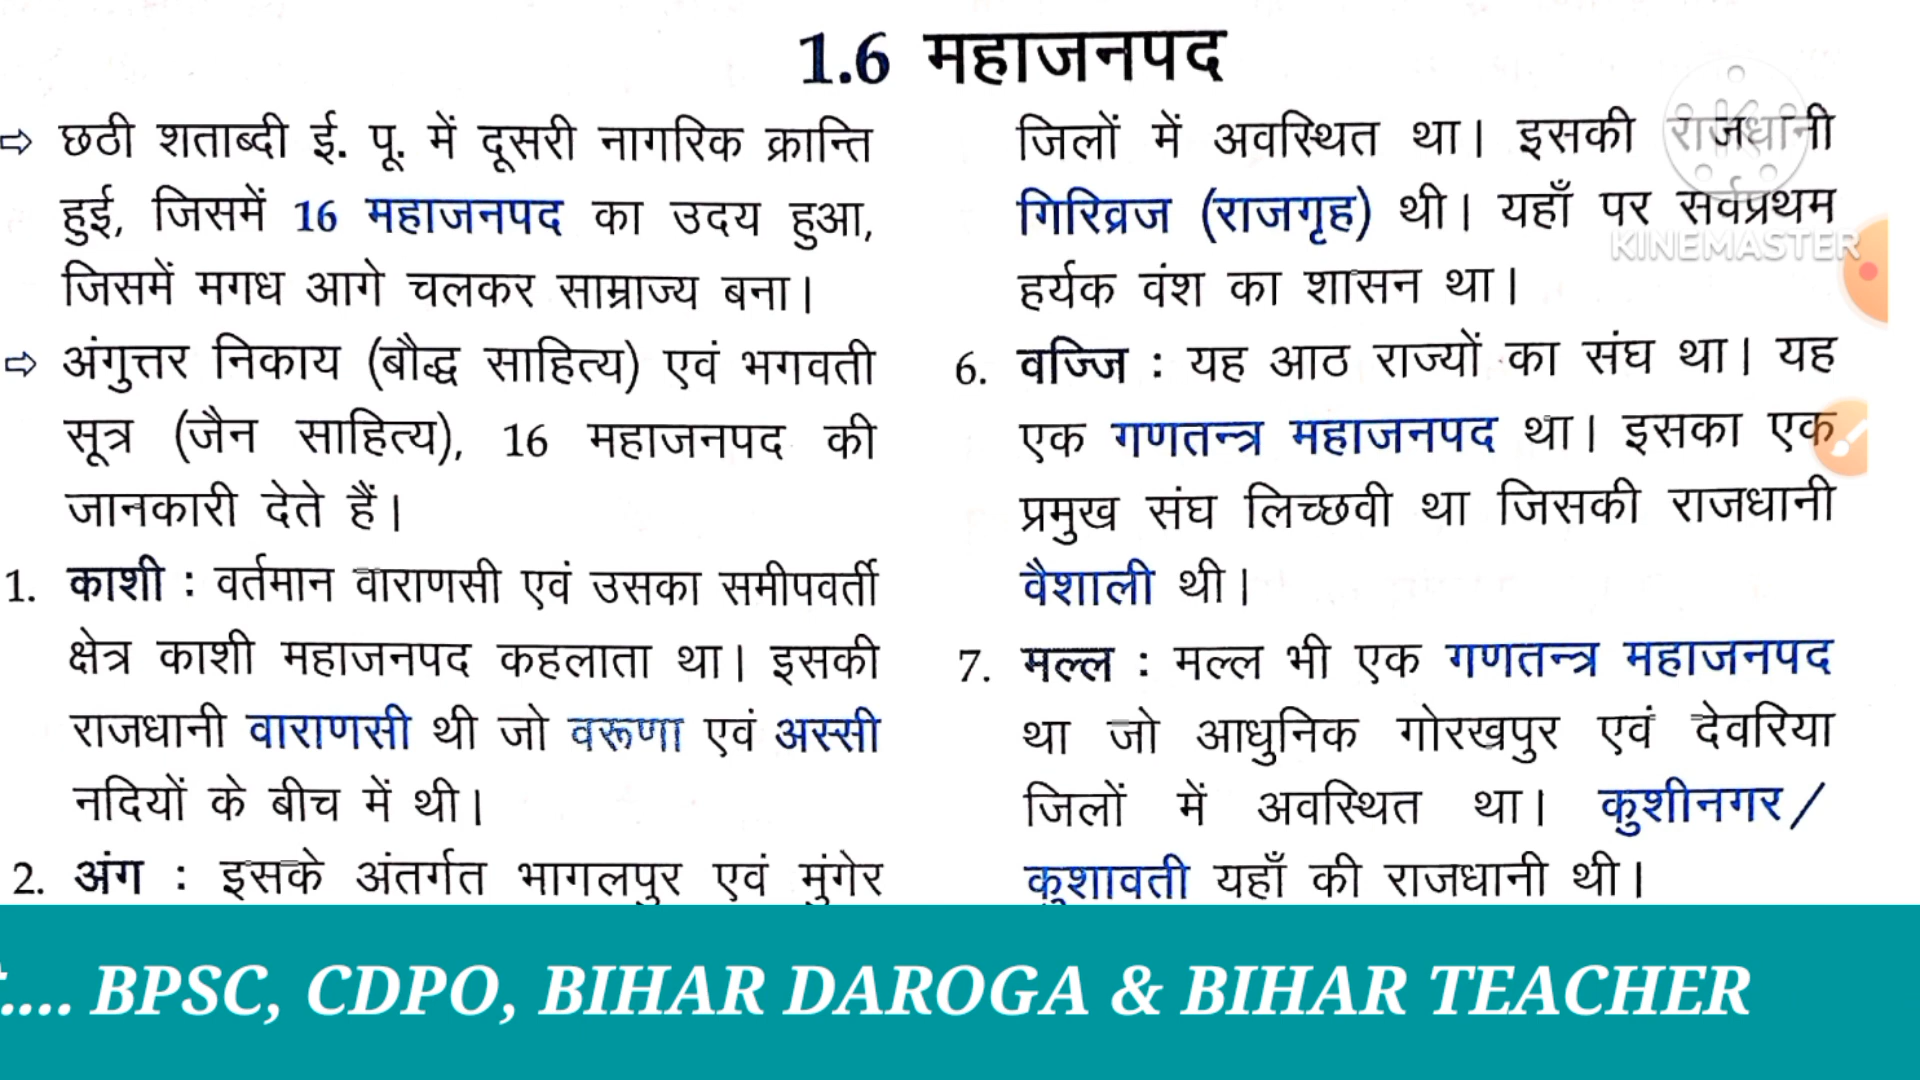 1.6 महाजनपद
⇨ छठी शताब्दी ई. पू. में दूसरी नागरिक क्रान्ति
हुई, जिसमें 16 महाजनपद का उदय हुआ,
जिसमें मगध आगे चलकर साम्राज्य बना।
⇨ अंगुत्तर निकाय (बौद्ध साहित्य) एवं भगवती
सूत्र (जैन साहित्य), 16 महाजनपद की
जानकारी देते हैं।
1. काशी : वर्तमान वाराणसी एवं उसका समीपवर्ती
क्षेत्र काशी महाजनपद कहलाता था। इसकी
राजधानी वाराणसी थी जो वरूणा एवं अस्सी
नदियों के बीच में थी।
2. अंग : इसके अंतर्गत भागलपुर एवं मुंगेर
जिलों में अवस्थित था। इसकी राजधानी
गिरिव्रज (राजगृह) थी। यहाँ पर सर्वप्रथम
हर्यक वंश का शासन था।
6. वज्जि : यह आठ राज्यों का संघ था। यह
एक गणतन्त्र महाजनपद था। इसका एक
प्रमुख संघ लिच्छवी था जिसकी राजधानी
वैशाली थी।
7. मल्ल : मल्ल भी एक गणतन्त्र महाजनपद
था जो आधुनिक गोरखपुर एवं देवरिया
जिलों में अवस्थित था। कुशीनगर/
कुशावती यहाँ की राजधानी थी।
KINEMASTER
.... BPSC, CDPO, BIHAR DAROGA & BIHAR TEACHER